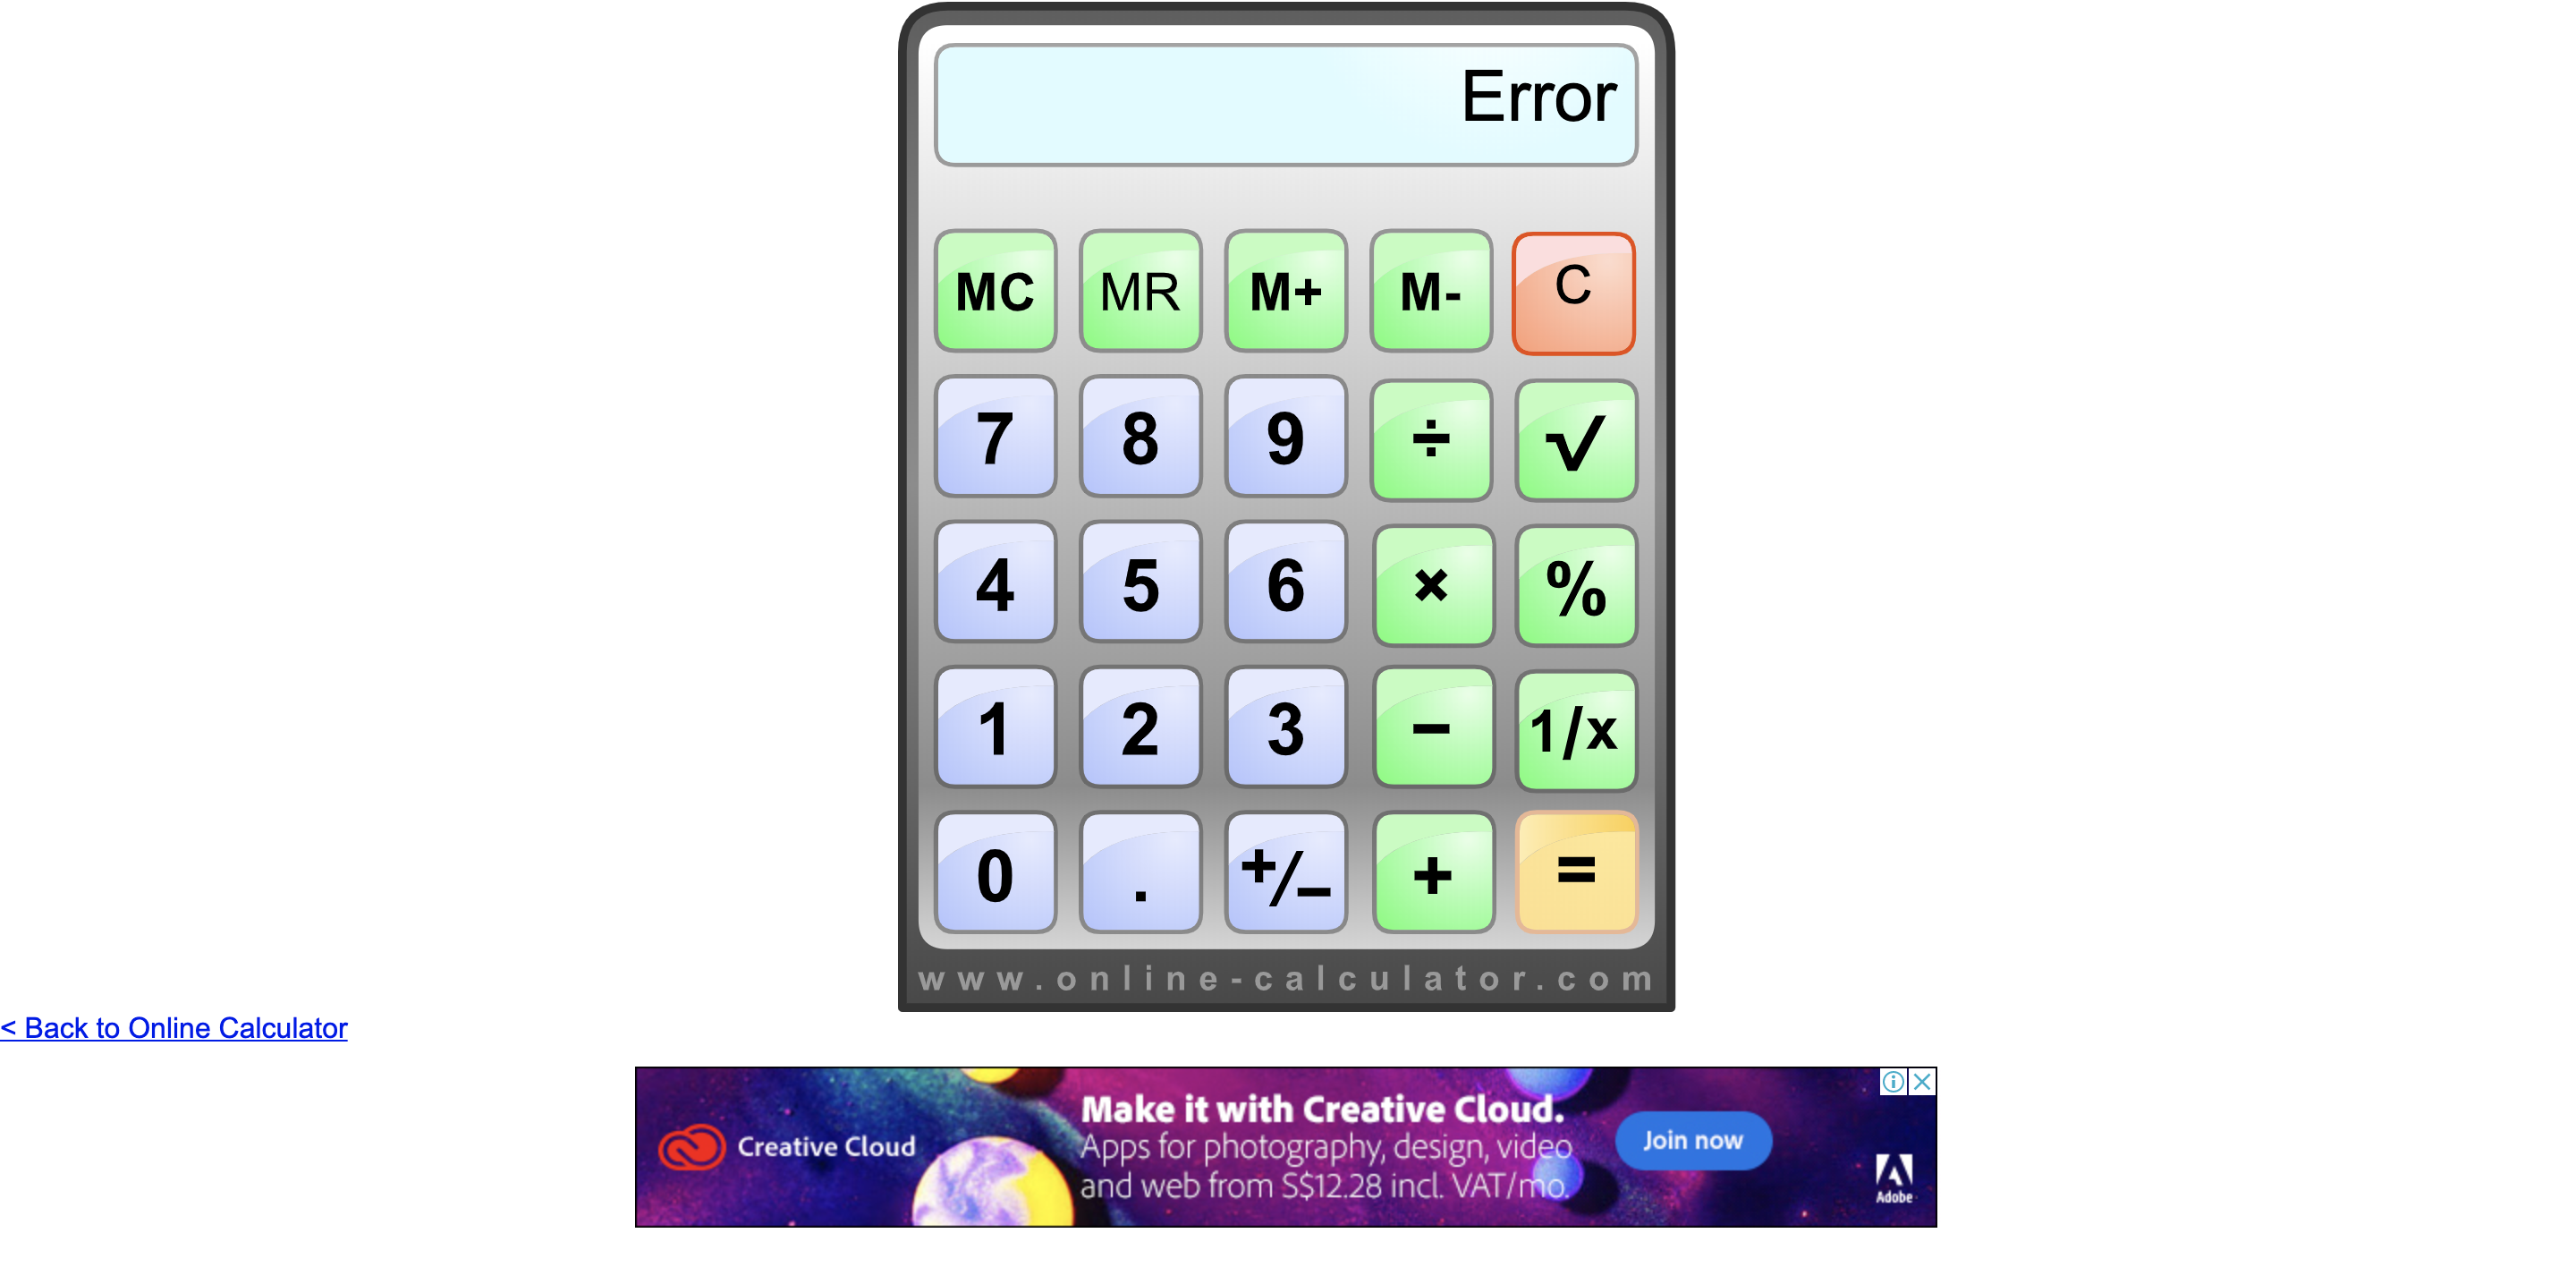 Error
MC MR M+ M- C
7 8 9 ÷ √
4 5 6 × %
1 2 3 − 1/x
0 . +/− + =
www.online-calculator.com
< Back to Online Calculator
Creative Cloud
Make it with Creative Cloud.
Apps for photography, design, video
and web from S$12.28 incl. VAT/mo.
Join now
Adobe